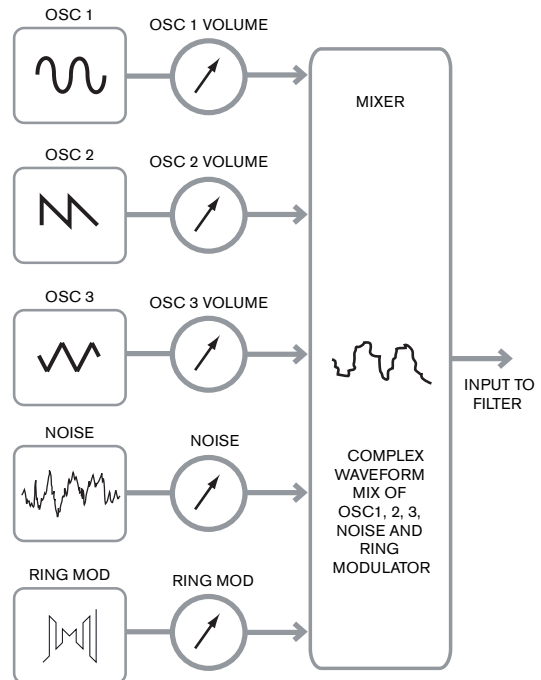 OSC 1
OSC 1 VOLUME
MIXER
OSC 2
OSC 2 VOLUME
OSC 3
OSC 3 VOLUME
INPUT TO
FILTER
NOISE
NOISE
COMPLEX
WAVEFORM
MIX OF
OSC1, 2, 3,
NOISE AND
RING
MODULATOR
RING MOD
RING MOD